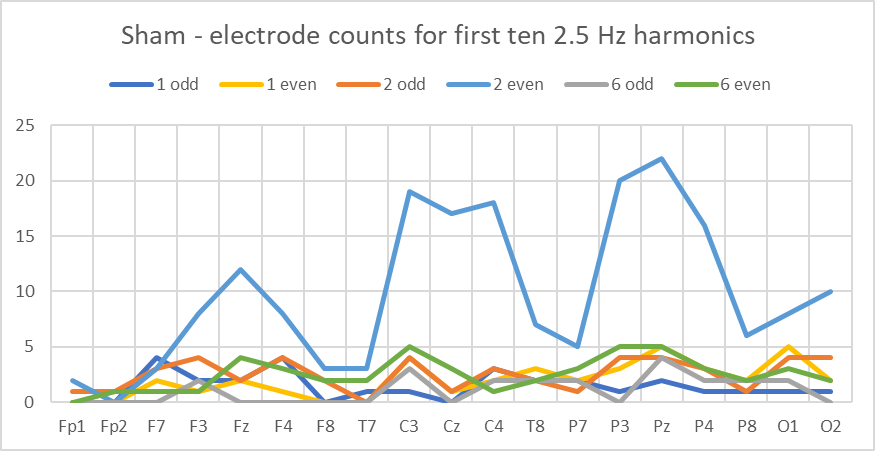 Sham - electrode counts for first ten 2.5 Hz harmonics
1 odd 1 even 2 odd 2 even 6 odd 6 even
25
20
15
10
5
0
Fp1 Fp2 F7 F3 Fz F4 F8 T7 C3 Cz C4 T8 P7 P3 Pz P4 P8 O1 O2